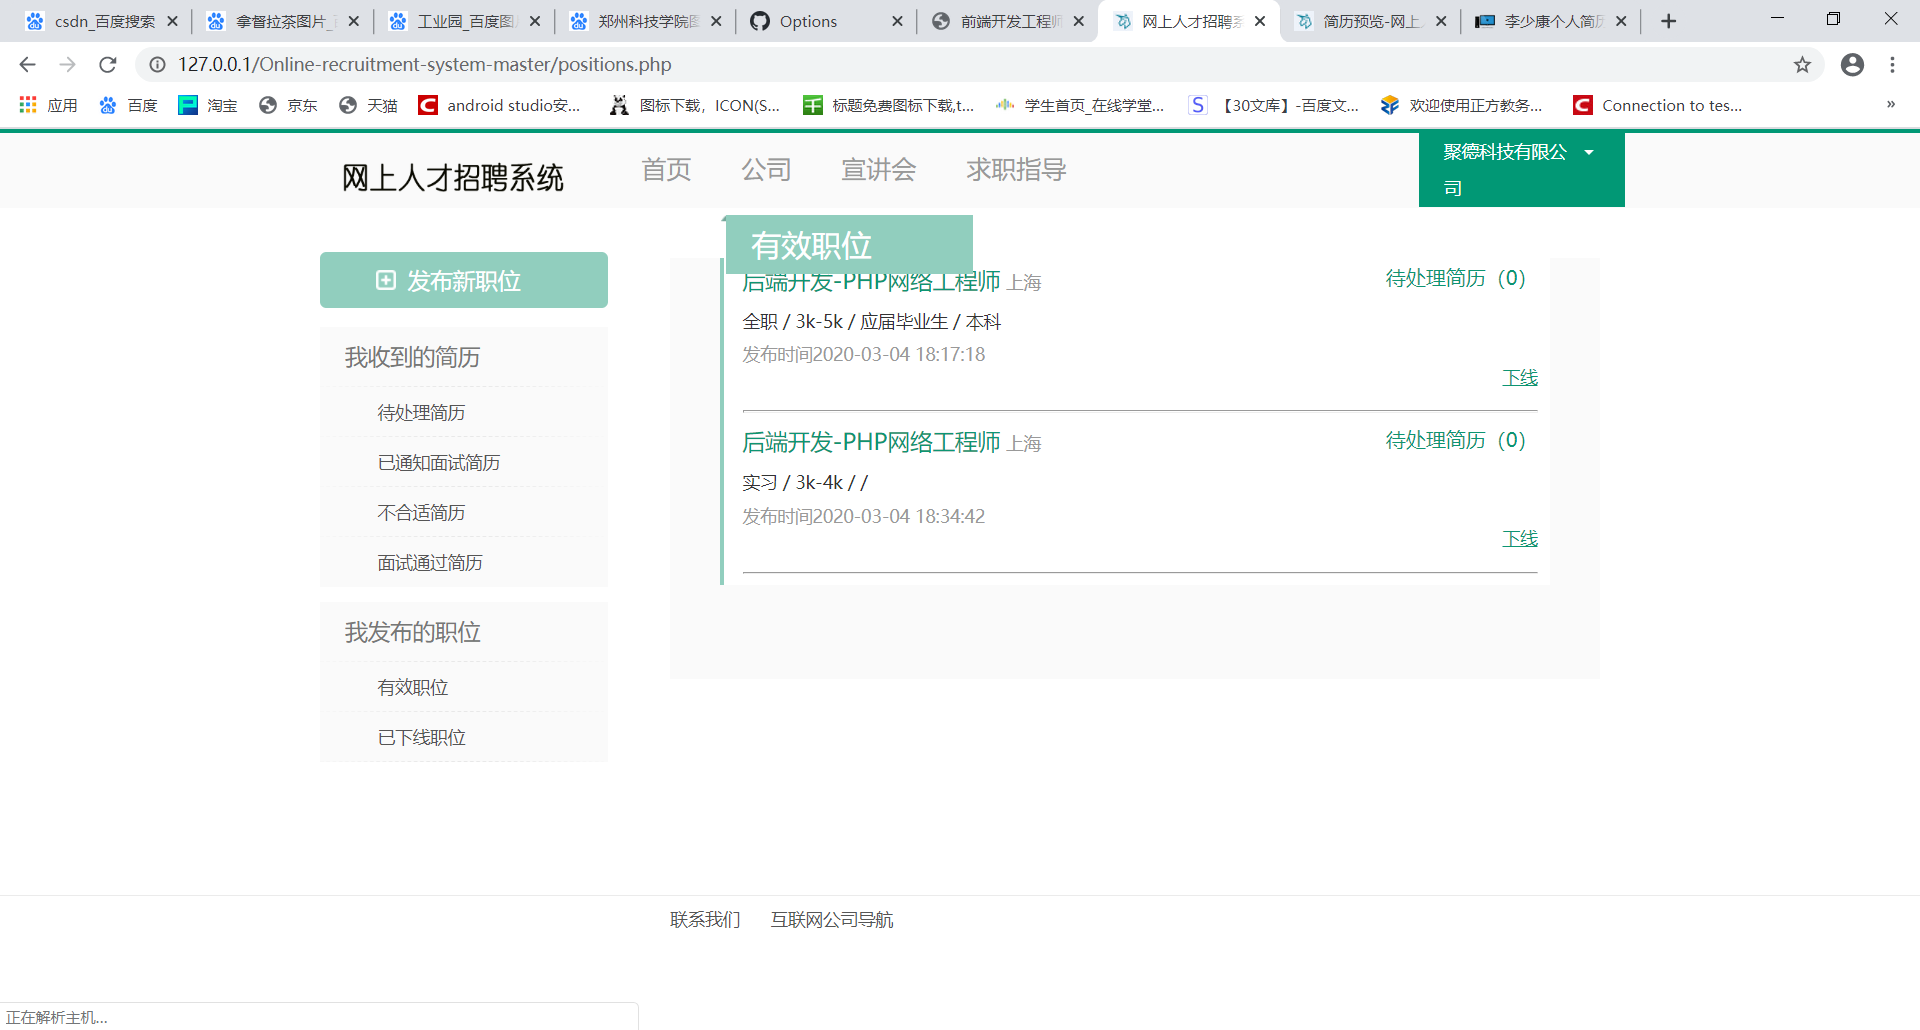 csdn_百度搜索
拿督拉茶图片_百
工业园_百度图片
郑州科技学院图
Options
前端开发工程师
网上人才招聘系
简历预览-网上人
李少康个人简历
127.0.0.1/Online-recruitment-system-master/positions.php
应用
百度
淘宝
京东
天猫
android studio安...
图标下载，ICON(S...
标题免费图标下载,t...
学生首页_在线学堂...
【30文库】-百度文...
欢迎使用正方教务...
Connection to tes...
»
网上人才招聘系统
首页
公司
宣讲会
求职指导
聚德科技有限公
司
发布新职位
我收到的简历
待处理简历
已通知面试简历
不合适简历
面试通过简历
我发布的职位
有效职位
已下线职位
有效职位
后端开发-PHP网络工程师 上海
待处理简历（0）
全职 / 3k-5k / 应届毕业生 / 本科
发布时间2020-03-04 18:17:18
下线
后端开发-PHP网络工程师 上海
待处理简历（0）
实习 / 3k-4k / /
发布时间2020-03-04 18:34:42
下线
联系我们
互联网公司导航
正在解析主机...